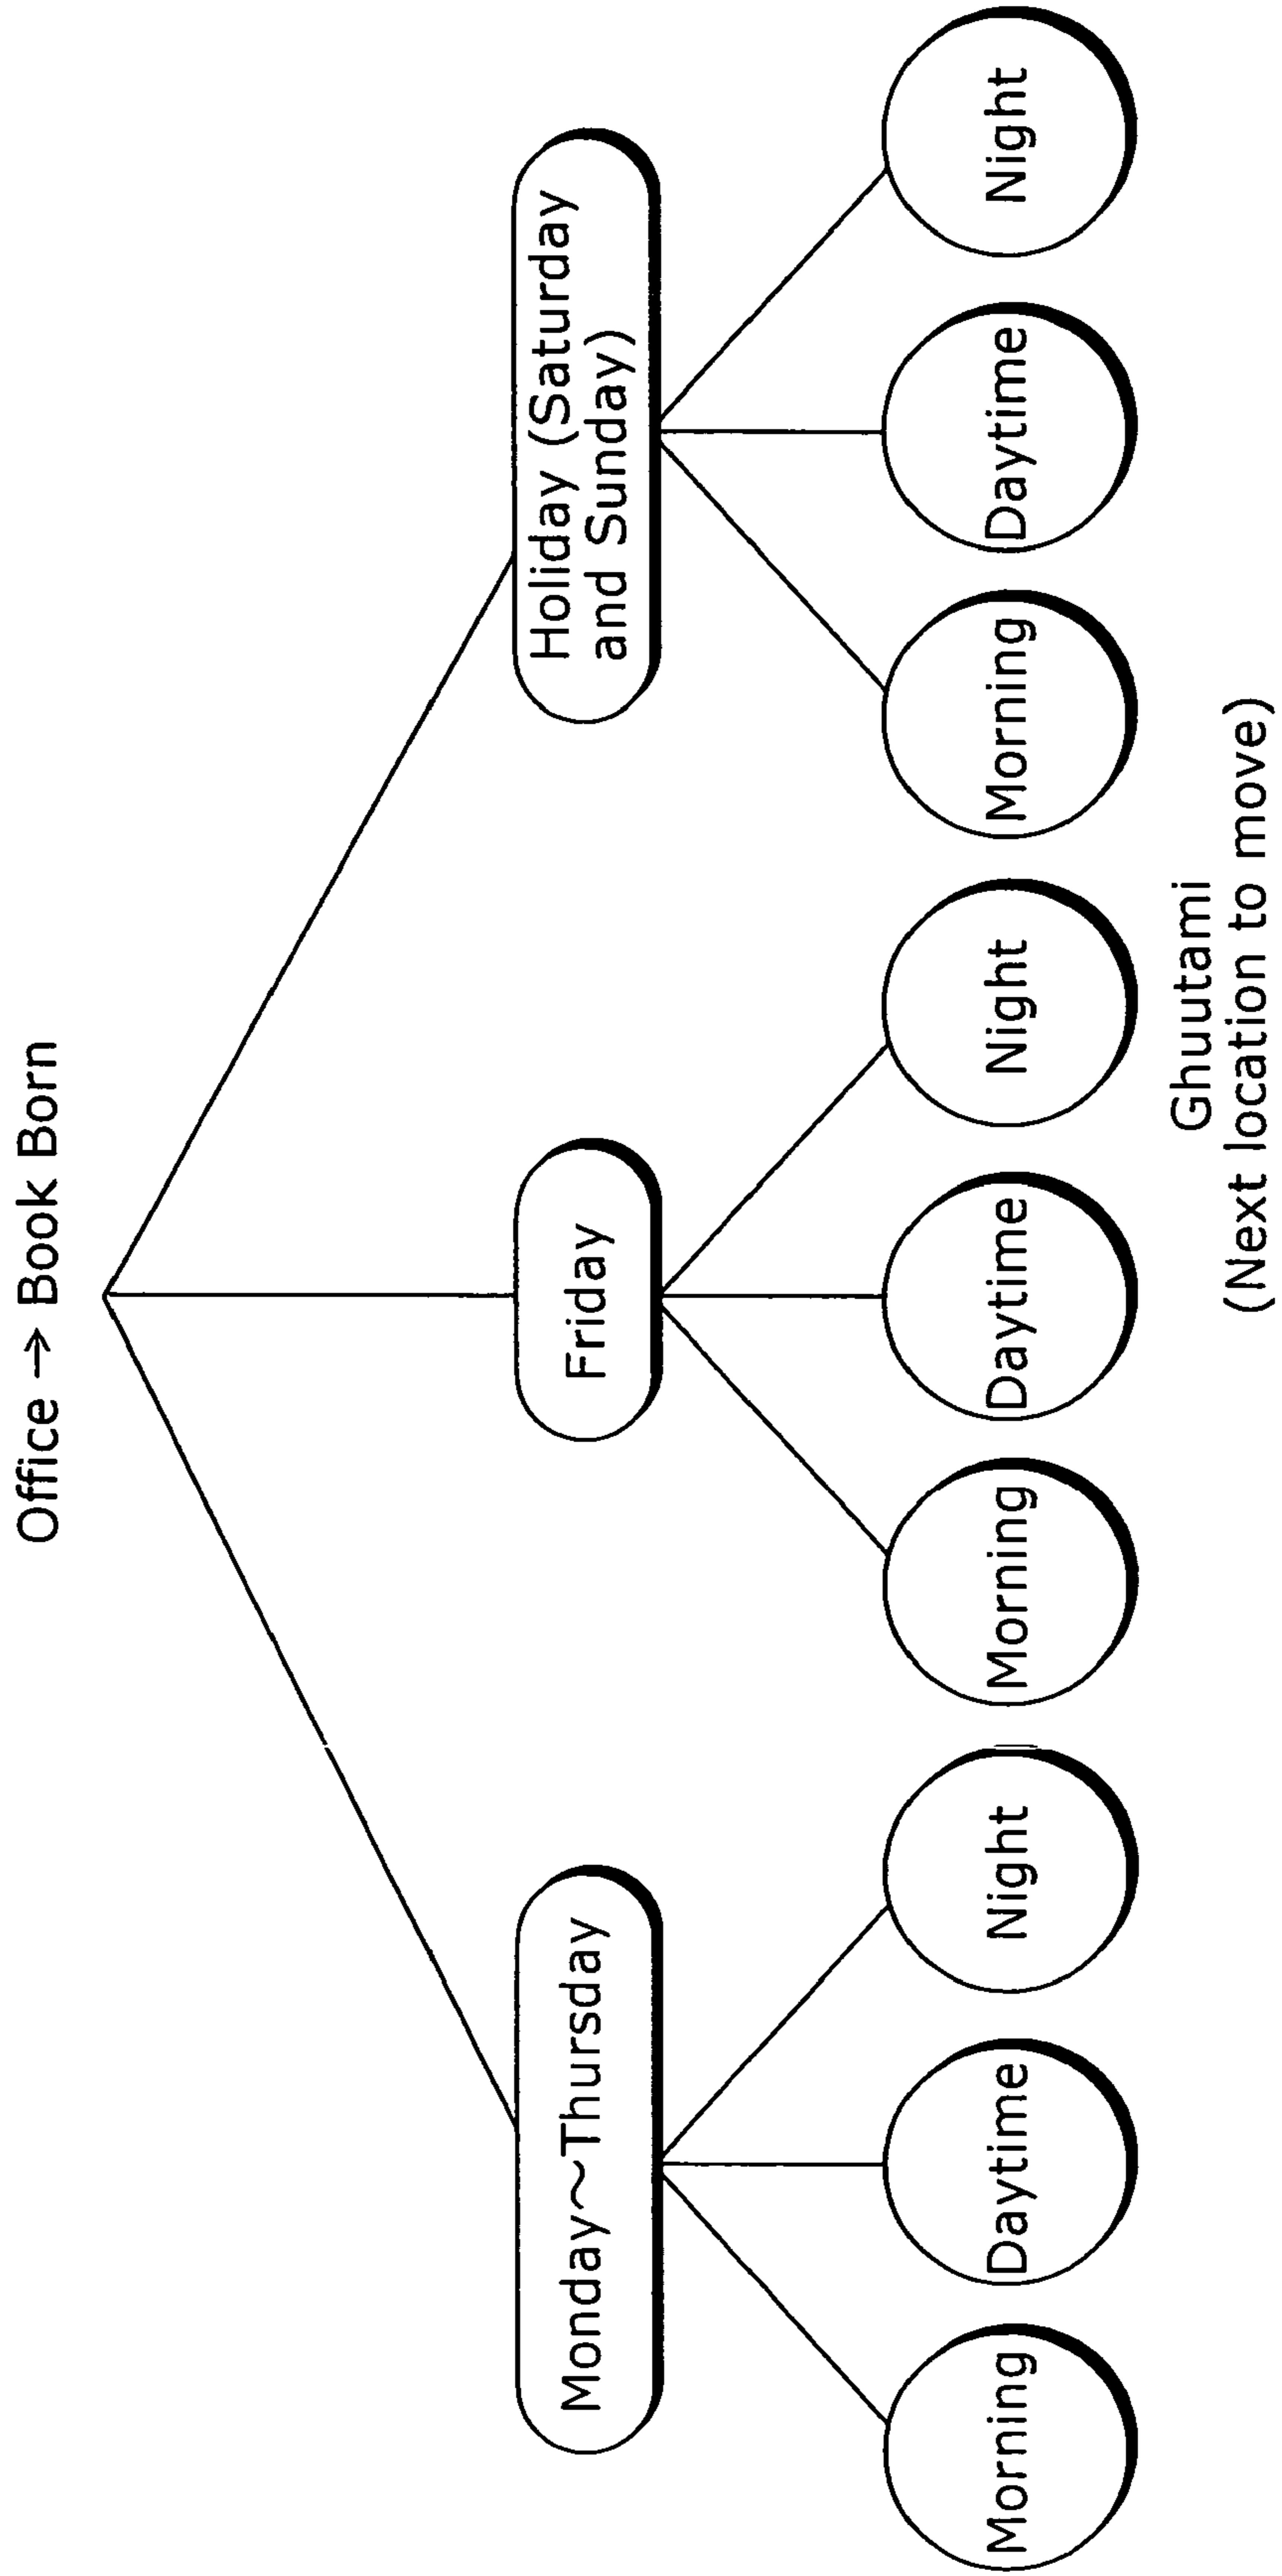 Office → Book Born
Monday~Thursday
Friday
Holiday (Saturday
and Sunday)
Morning
Daytime
Night
Morning
Daytime
Night
Morning
Daytime
Night
Ghuutami
(Next location to move)